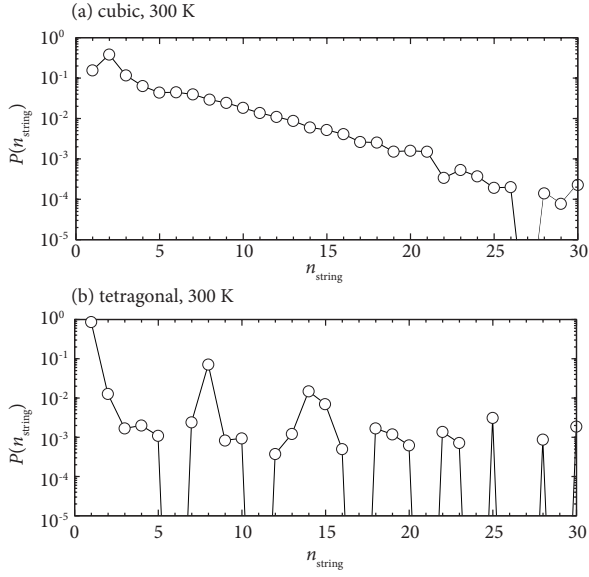 (a) cubic, 300 K
10^0
10^-1
10^-2
10^-3
10^-4
10^-5
P(n_string)
0 5 10 15 20 25 30
n_string
(b) tetragonal, 300 K
10^0
10^-1
10^-2
10^-3
10^-4
10^-5
P(n_string)
0 5 10 15 20 25 30
n_string